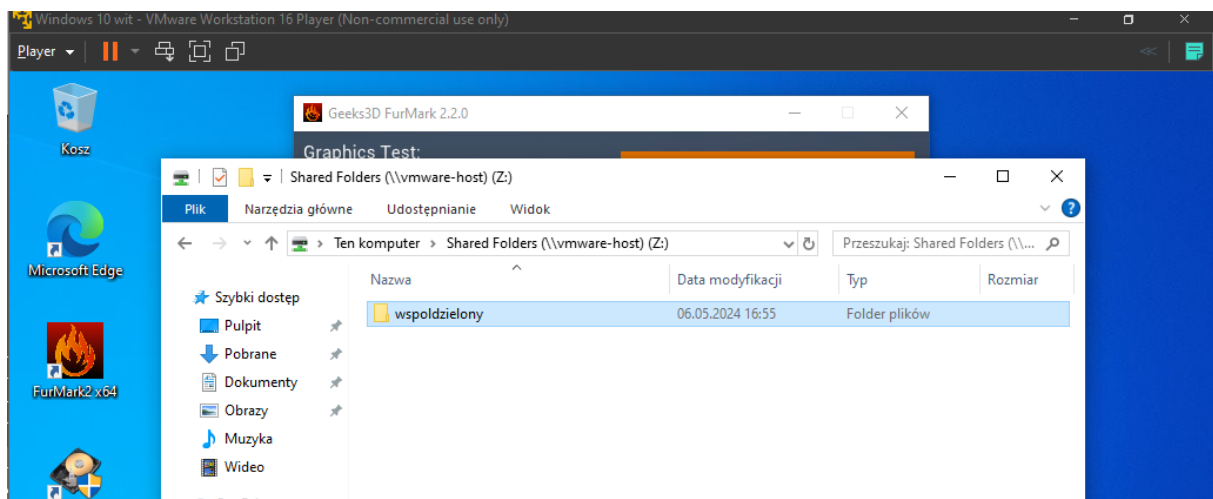 Windows 10 wit - VMware Workstation 16 Player (Non-commercial use only)
Player
Kosz
Geeks3D FurMark 2.2.0
Graphics Test:
Shared Folders (\\vmware-host) (Z:)
Plik Narzędzia główne Udostępnianie Widok
Ten komputer > Shared Folders (\\vmware-host) (Z:) Przeszukaj: Shared Folders (\\...
Microsoft Edge
Nazwa Data modyfikacji Typ Rozmiar
Szybki dostęp
wspoldzielony 06.05.2024 16:55 Folder plików
Pulpit
Pobrane
Dokumenty
FurMark2 x64
Obrazy
Muzyka
Wideo